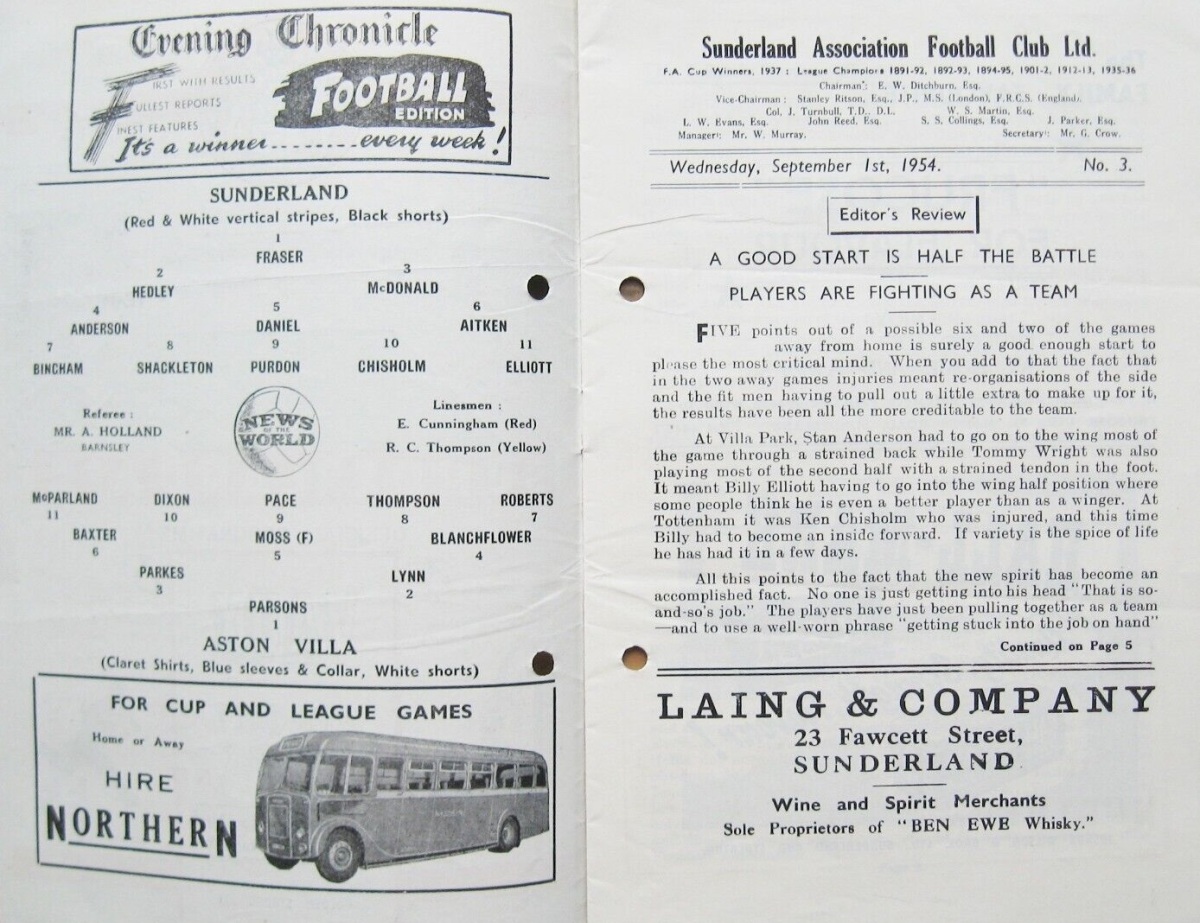 Evening Chronicle
FIRST WITH RESULTS
FULLEST REPORTS
FINEST FEATURES
FOOTBALL
EDITION
It's a winner........every week!
SUNDERLAND
(Red & White vertical stripes, Black shorts)
1
FRASER
2 3
HEDLEY McDONALD
4 5 6
ANDERSON DANIEL AITKEN
7 8 9 10 11
BINCHAM SHACKLETON PURDON CHISHOLM ELLIOTT
Referee :
MR. A. HOLLAND
BARNSLEY
NEWS
OF THE
WORLD
Linesmen :
E. Cunningham (Red)
R. C. Thompson (Yellow)
McPARLAND DIXON PACE THOMPSON ROBERTS
11 10 9 8 7
BAXTER MOSS (F) BLANCHFLOWER
6 5 4
PARKES LYNN
3 2
PARSONS
1
ASTON VILLA
(Claret Shirts, Blue sleeves & Collar, White shorts)
FOR CUP AND LEAGUE GAMES
Home or Away
HIRE
NORTHERN
Sunderland Association Football Club Ltd.
F.A. Cup Winners, 1937 : League Champions 1891-92, 1892-93, 1894-95, 1901-2, 1912-13, 1935-36
Chairman : E. W. Ditchburn, Esq.
Vice-Chairman : Stanley Ritson, Esq., J.P., M.S. (London), F.R.C.S. (England).
Col. J. Turnbull, T.D., D.L. W. S. Martin, Esq.
L. W. Evans, Esq. John Reed, Esq. S. S. Collings, Esq. J. Parker, Esq.
Manager: Mr. W. Murray. Secretary: Mr. G. Crow.
Wednesday, September 1st, 1954. No. 3.
Editor's Review
A GOOD START IS HALF THE BATTLE
PLAYERS ARE FIGHTING AS A TEAM
FIVE points out of a possible six and two of the games
away from home is surely a good enough start to
please the most critical mind. When you add to that the fact that
in the two away games injuries meant re-organisations of the side
and the fit men having to pull out a little extra to make up for it,
the results have been all the more creditable to the team.
At Villa Park, Stan Anderson had to go on to the wing most of
the game through a strained back while Tommy Wright was also
playing most of the second half with a strained tendon in the foot.
It meant Billy Elliott having to go into the wing half position where
some people think he is even a better player than as a winger. At
Tottenham it was Ken Chisholm who was injured, and this time
Billy had to become an inside forward. If variety is the spice of life
he has had it in a few days.
All this points to the fact that the new spirit has become an
accomplished fact. No one is just getting into his head "That is so-
and-so's job." The players have just been pulling together as a team
—and to use a well-worn phrase "getting stuck into the job on hand"
Continued on Page 5
LAING & COMPANY
23 Fawcett Street,
SUNDERLAND
Wine and Spirit Merchants
Sole Proprietors of "BEN EWE Whisky."